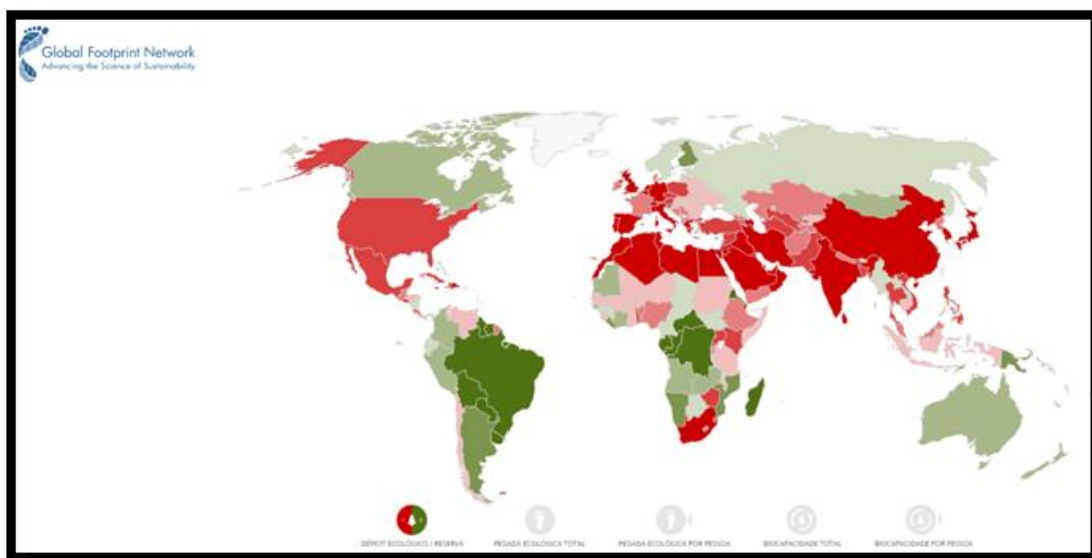 Global Footprint Network
Advancing the Science of Sustainability
DÉFICIT ECOLÓGICO / RESERVA
PEGADA ECOLÓGICA TOTAL
PEGADA ECOLÓGICA POR PESSOA
BIOCAPACIDADE TOTAL
BIOCAPACIDADE POR PESSOA